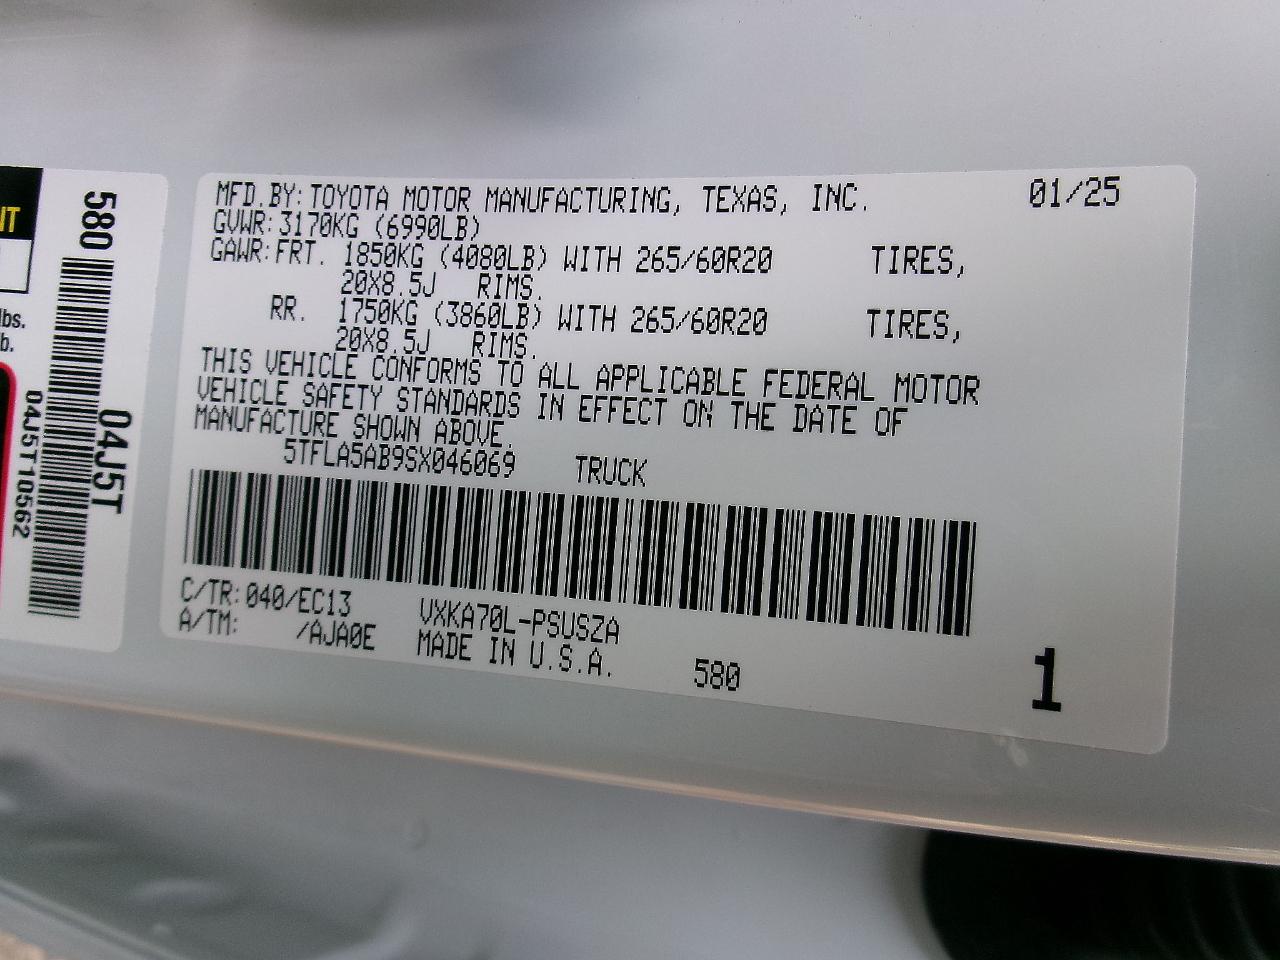 IT
lbs.
b.
580
04J5T
04J5T10562
MFD.BY: TOYOTA MOTOR MANUFACTURING, TEXAS, INC. 01/25
GVWR: 3170KG (6990LB)
GAWR: FRT. 1850KG (4080LB) WITH 265/60R20 TIRES,
20X8.5J RIMS.
RR. 1750KG (3860LB) WITH 265/60R20 TIRES,
20X8.5J RIMS.
THIS VEHICLE CONFORMS TO ALL APPLICABLE FEDERAL MOTOR
VEHICLE SAFETY STANDARDS IN EFFECT ON THE DATE OF
MANUFACTURE SHOWN ABOVE.
5TFLA5AB9SX046069 TRUCK
C/TR: 040/EC13 VXKA70L-PSUSZA
A/TM: /AJA0E MADE IN U.S.A. 580
1